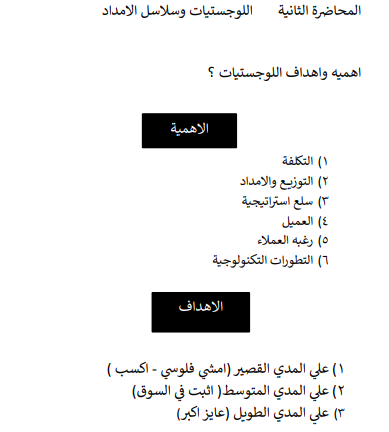 المحاضرة الثانية اللوجستيات وسلاسل الامداد
اهميه واهداف اللوجستيات ؟
الاهمية
١) التكلفة
٢) التوزيع والامداد
٣) سلع استراتيجية
٤) العميل
٥) رغبه العملاء
٦) التطورات التكنولوجية
الاهداف
١) علي المدي القصير (امشي فلوسي - اكسب )
٢) علي المدي المتوسط( اثبت في السوق)
٣) علي المدي الطويل (عايز اكبر)